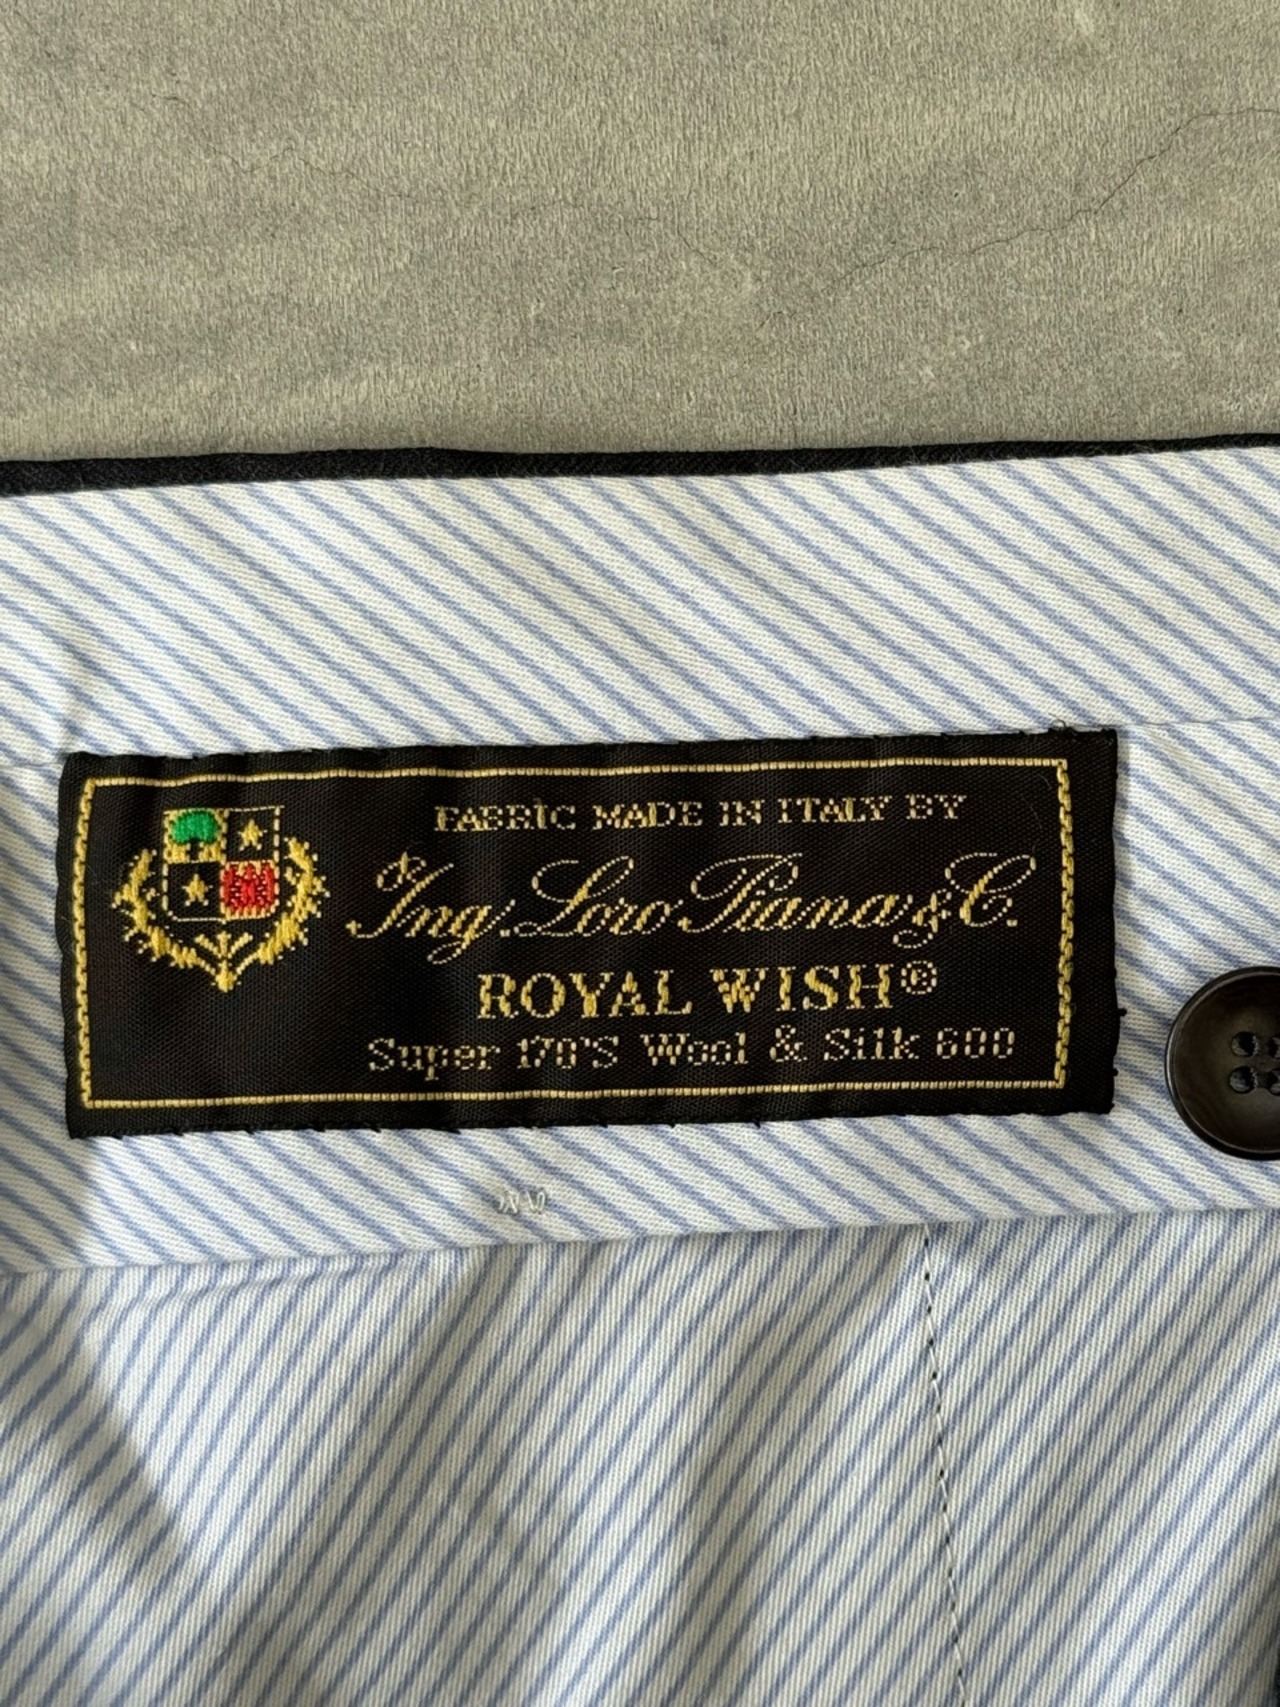 FABRIC MADE IN ITALY BY
Ing. Loro Piana & C.
ROYAL WISH®
Super 170'S Wool & Silk 600